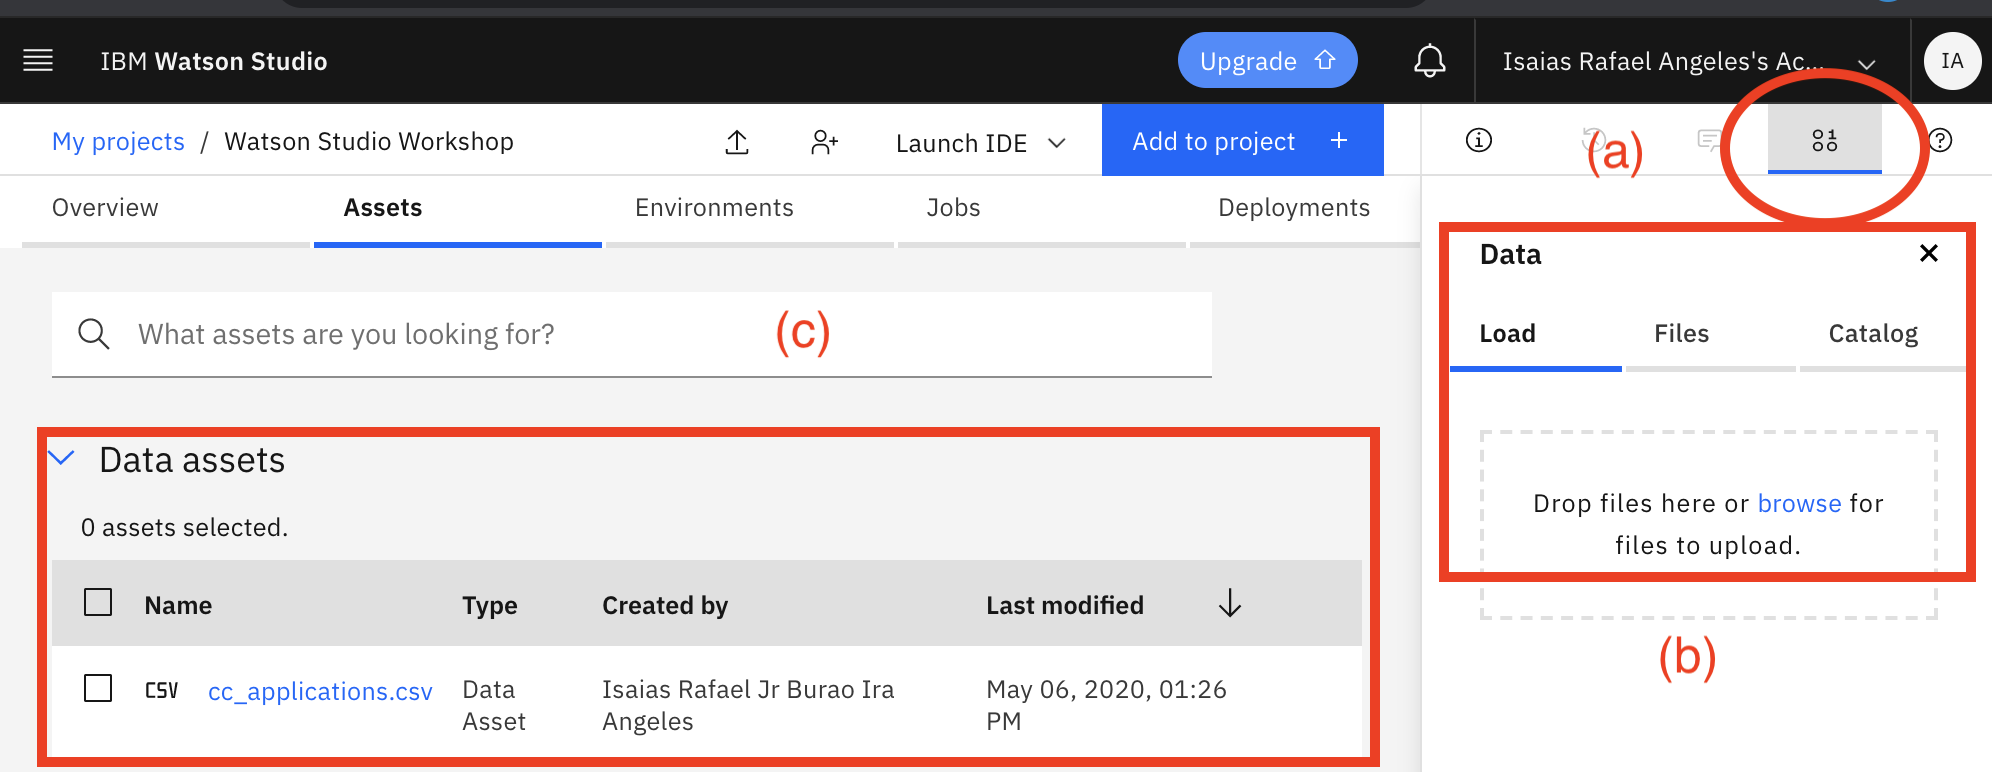 IBM Watson Studio
Upgrade
Isaias Rafael Angeles's Ac...
IA
My projects / Watson Studio Workshop
Launch IDE
Add to project +
(a)
Overview
Assets
Environments
Jobs
Deployments
What assets are you looking for?
(c)
Data assets
0 assets selected.
Name Type Created by Last modified
CSV cc_applications.csv Data Asset Isaias Rafael Jr Burao Ira Angeles May 06, 2020, 01:26 PM
Data
Load Files Catalog
Drop files here or browse for
files to upload.
(b)